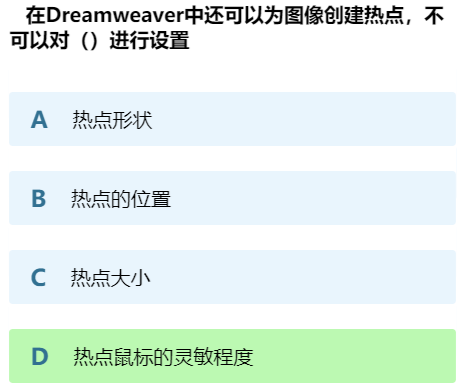 在Dreamweaver中还可以为图像创建热点，不
可以对（）进行设置
A 热点形状
B 热点的位置
C 热点大小
D 热点鼠标的灵敏程度